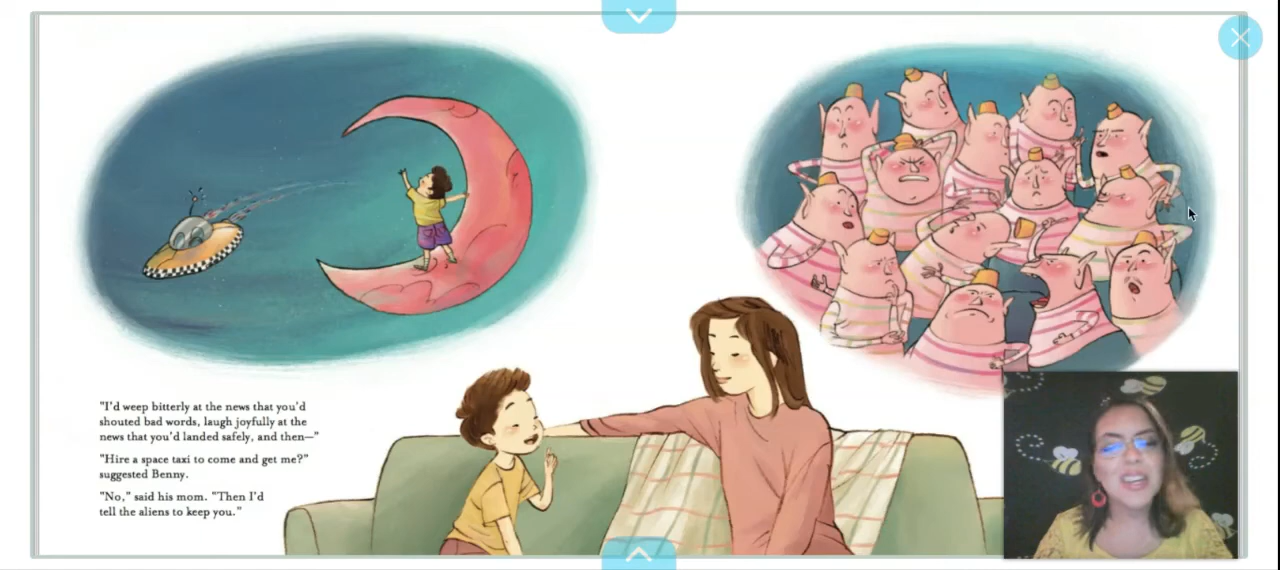 "I'd weep bitterly at the news that you'd
shouted bad words, laugh joyfully at the
news that you'd landed safely, and then—"
"Hire a space taxi to come and get me?"
suggested Benny.
"No," said his mom. "Then I'd
tell the aliens to keep you."